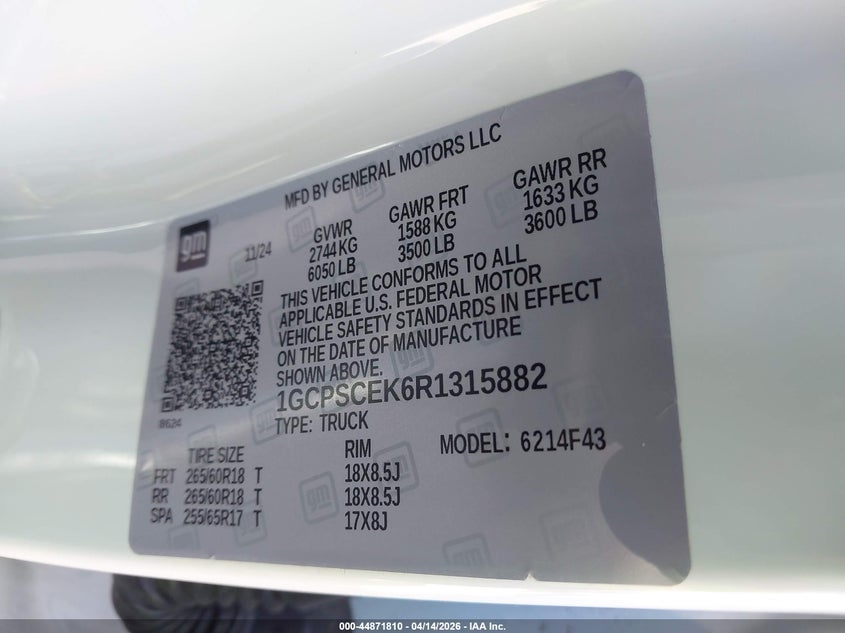 MFD BY GENERAL MOTORS LLC
gm
11/24
GVWR
2744 KG
6050 LB
GAWR FRT
1588 KG
3500 LB
GAWR RR
1633 KG
3600 LB
THIS VEHICLE CONFORMS TO ALL
APPLICABLE U.S. FEDERAL MOTOR
VEHICLE SAFETY STANDARDS IN EFFECT
ON THE DATE OF MANUFACTURE
SHOWN ABOVE.
1GCPSCEK6R1315882
TYPE: TRUCK
MODEL: 6214F43
TIRE SIZE RIM
FRT 265/60R18 T 18X8.5J
RR 265/60R18 T 18X8.5J
SPA 255/65R17 T 17X8J
000-44871810 - 04/14/2026 - IAA Inc.